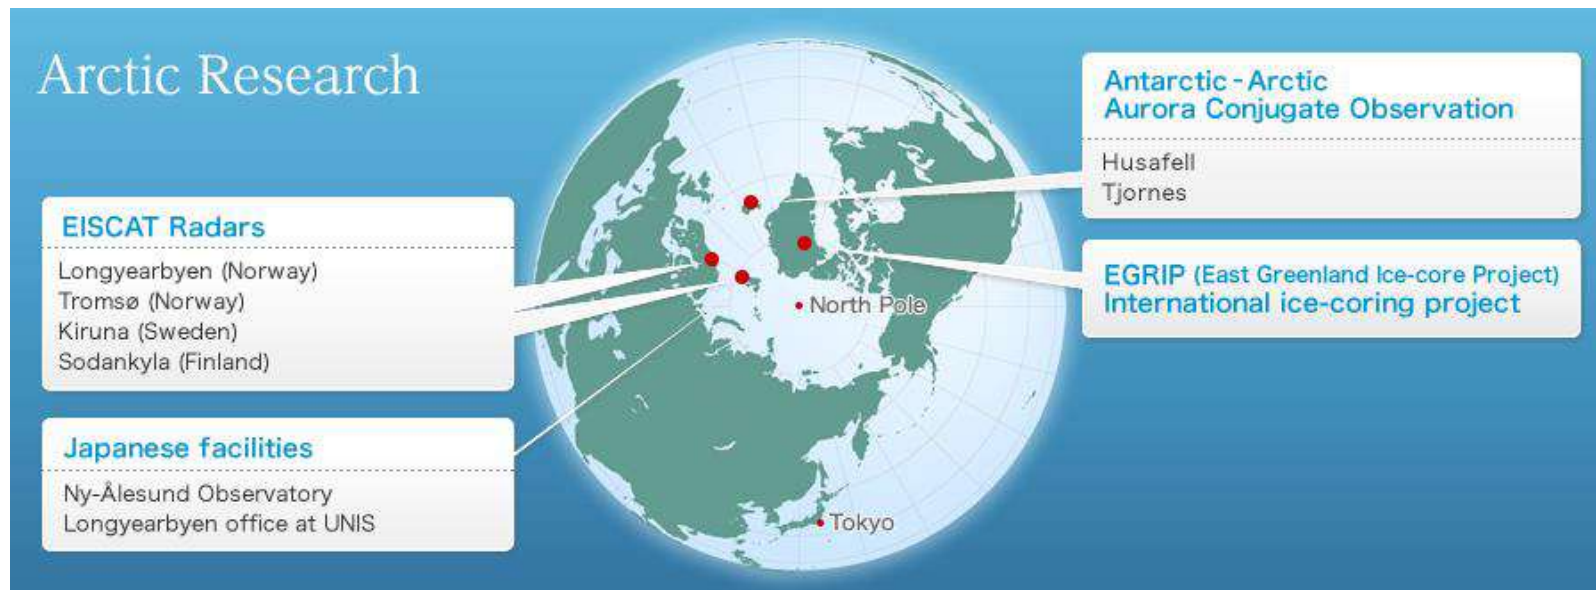 Arctic Research
EISCAT Radars
Longyearbyen (Norway)
Tromsø (Norway)
Kiruna (Sweden)
Sodankyla (Finland)
Japanese facilities
Ny-Ålesund Observatory
Longyearbyen office at UNIS
North Pole
Tokyo
Antarctic-Arctic
Aurora Conjugate Observation
Husafell
Tjornes
EGRIP (East Greenland Ice-core Project)
International ice-coring project